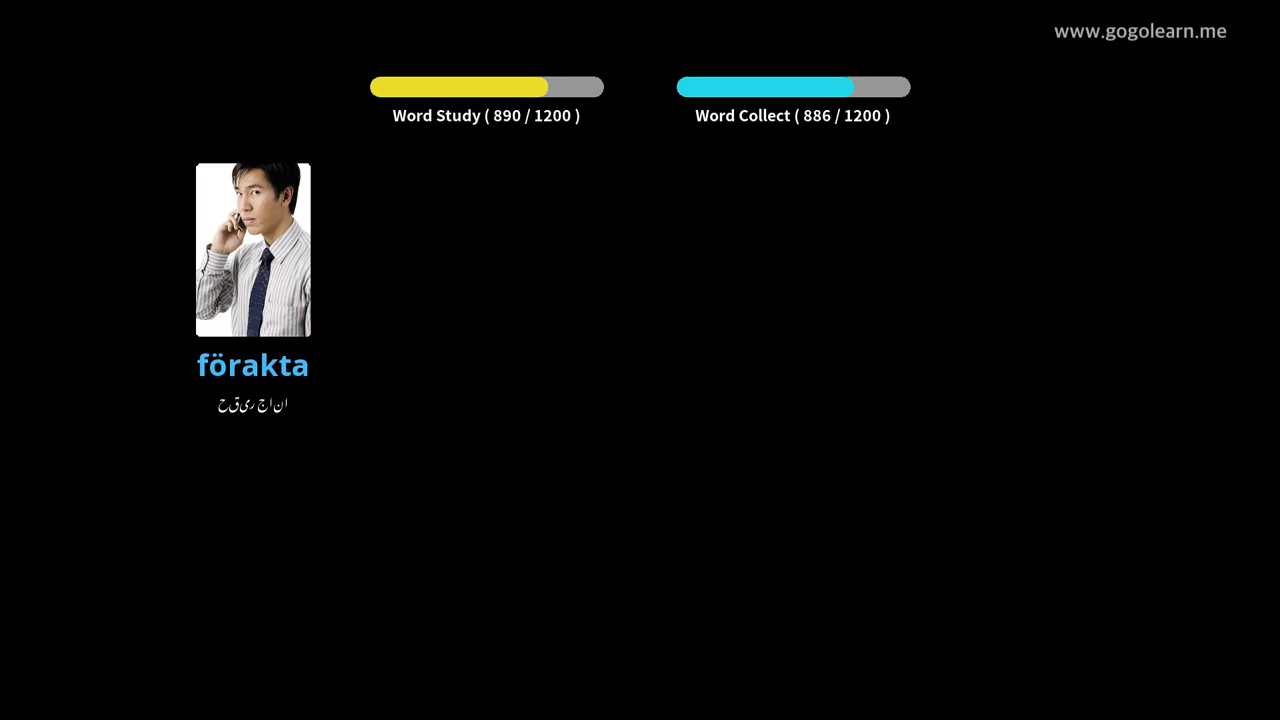 www.gogolearn.me
Word Study ( 890 / 1200 )
Word Collect ( 886 / 1200 )
förakta
حقیر جانا